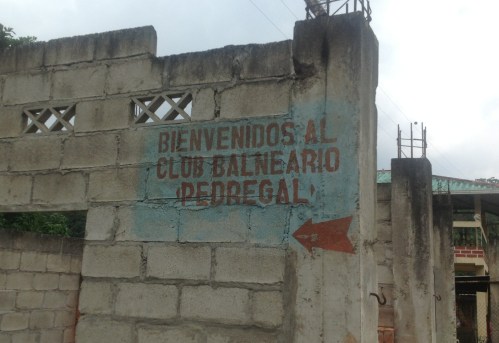 BIENVENIDOS AL
CLUB BALNEARIO
"PEDREGAL"